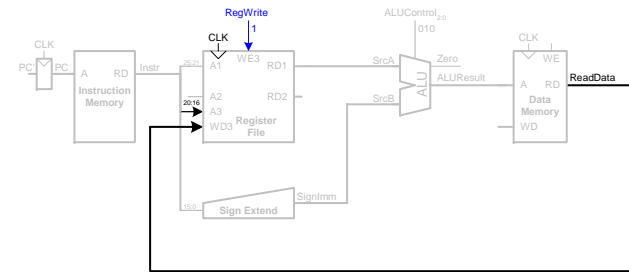 RegWrite
ALUControl2:0
CLK
CLK
1
010
CLK
PC'
PC
A
RD
Instr
25:21
A1
WE3
RD1
SrcA
Zero
WE
Instruction
Memory
A2
RD2
SrcB
ALU
ALUResult
A
RD
ReadData
20:16
A3
Data
Memory
WD3
Register
File
WD
15:0
SignImm
Sign Extend